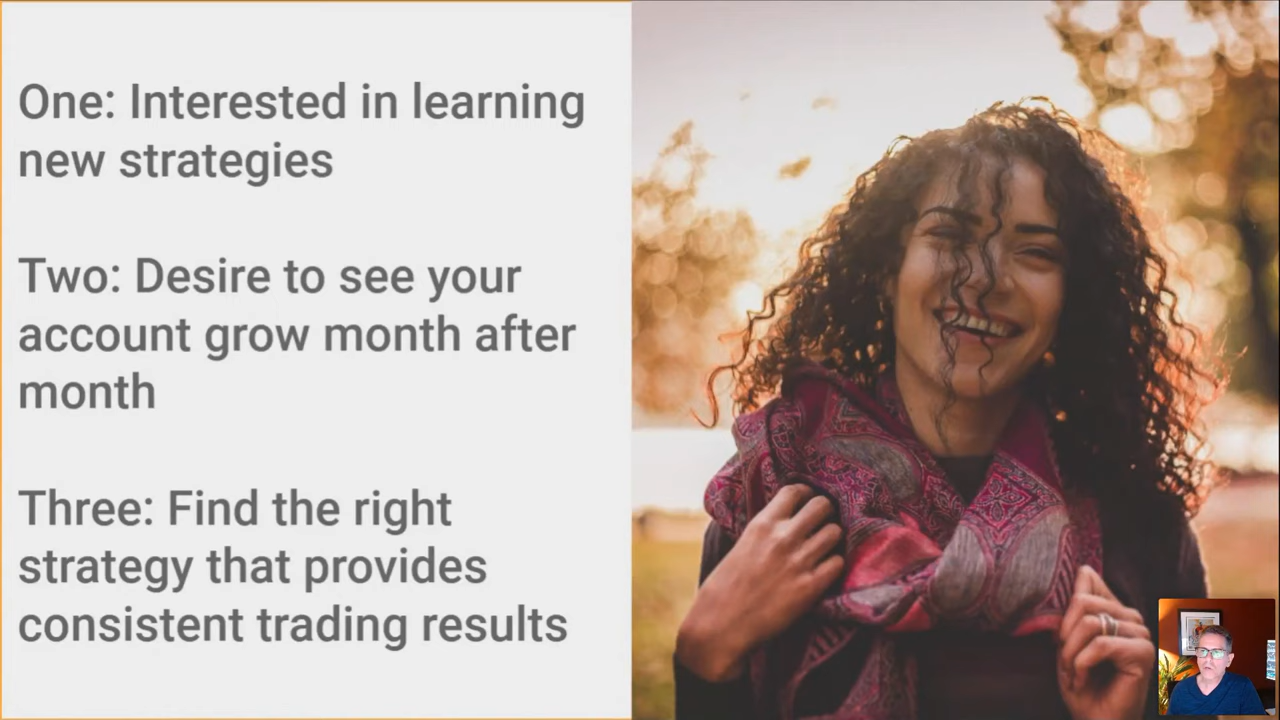 One: Interested in learning
new strategies
Two: Desire to see your
account grow month after
month
Three: Find the right
strategy that provides
consistent trading results